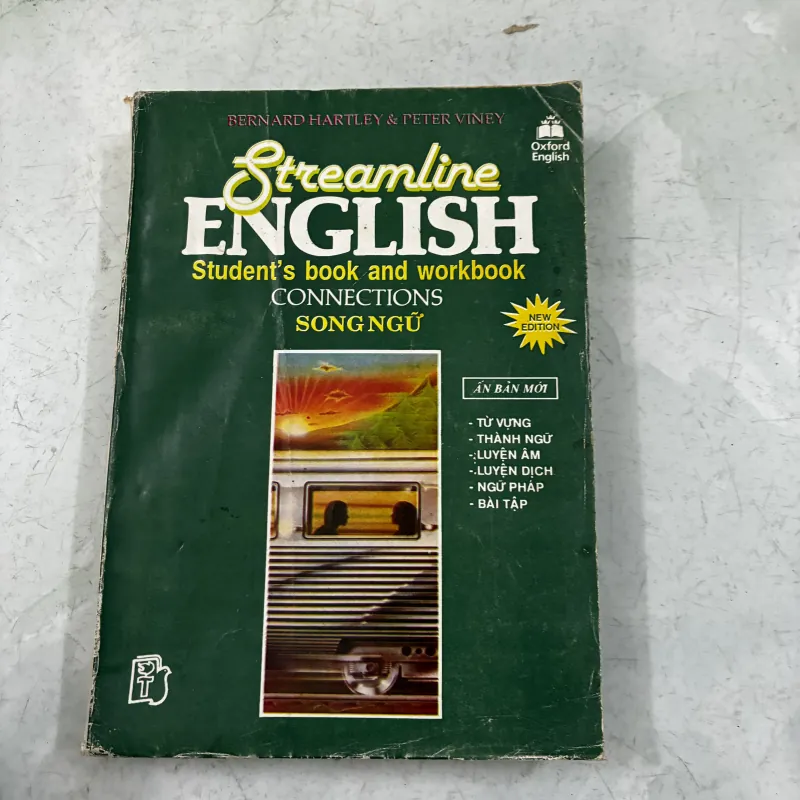 BERNARD HARTLEY & PETER VINEY
Oxford
English
Streamline
ENGLISH
Student's book and workbook
CONNECTIONS
SONG NGỮ
NEW
EDITION
ẤN BẢN MỚI
- TỪ VỰNG
- THÀNH NGỮ
- LUYỆN ÂM
- LUYỆN DỊCH
- NGỮ PHÁP
- BÀI TẬP
T